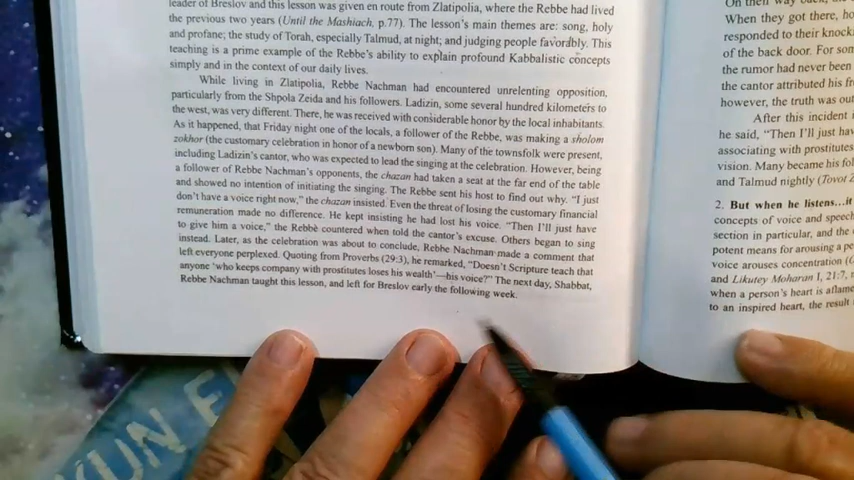 leader of Breslov and this lesson was given en route from Zlatipolia, where the Rebbe had lived
the previous two years (Until the Mashiach, p.77). The lesson's main themes are: song, holy
and profane; the study of Torah, especially Talmud, at night; and judging people favorably. This
teaching is a prime example of the Rebbe's ability to explain profound Kabbalistic concepts
simply and in the context of our daily lives.
While living in Zlatipolia, Rebbe Nachman had encountered unrelenting opposition,
particularly from the Shpola Zeida and his followers. Ladizin, some several hundred kilometers to
the west, was very different. There, he was received with considerable honor by the local inhabitants.
As it happened, that Friday night one of the locals, a follower of the Rebbe, was making a sholom
zokhor (the customary celebration in honor of a newborn son). Many of the townsfolk were present,
including Ladizin's cantor, who was expected to lead the singing at the celebration. However, being
a follower of Rebbe Nachman's opponents, the chazan had taken a seat at the far end of the table
and showed no intention of initiating the singing. The Rebbe sent his host to find out why. "I just
don't have a voice right now," the chazan insisted. Even the threat of losing the customary financial
remuneration made no difference. He kept insisting he had lost his voice. "Then I'll just have
to give him a voice," the Rebbe countered when told the cantor's excuse. Others began to sing
instead. Later, as the celebration was about to conclude, Rebbe Nachman made a comment that
left everyone perplexed. Quoting from Proverbs (29:3), he remarked, "Doesn't Scripture teach that
anyone 'who keeps company with prostitutes loses his wealth'—his voice?" The next day, Shabbat,
Rebbe Nachman taught this lesson, and left for Breslov early the following week.
On their way back, the
When they got there, ho
responded to their knocki
of the back door. For som
the rumor had never been
the cantor attributed his fr
however, the truth was out
After this incident
he said, "Then I'll just hav
associating with prostitutes
vision. Many became his fol
and Talmud nightly (Tovot Z
2. But when he listens...it
concepts of voice and speech
section in particular, and the
potent means for arousing a pe
voice arouses concentration (
and Likutey Moharan I, 21:7, n
when a person's heart is aflame
to an inspired heart, the result
KUN E